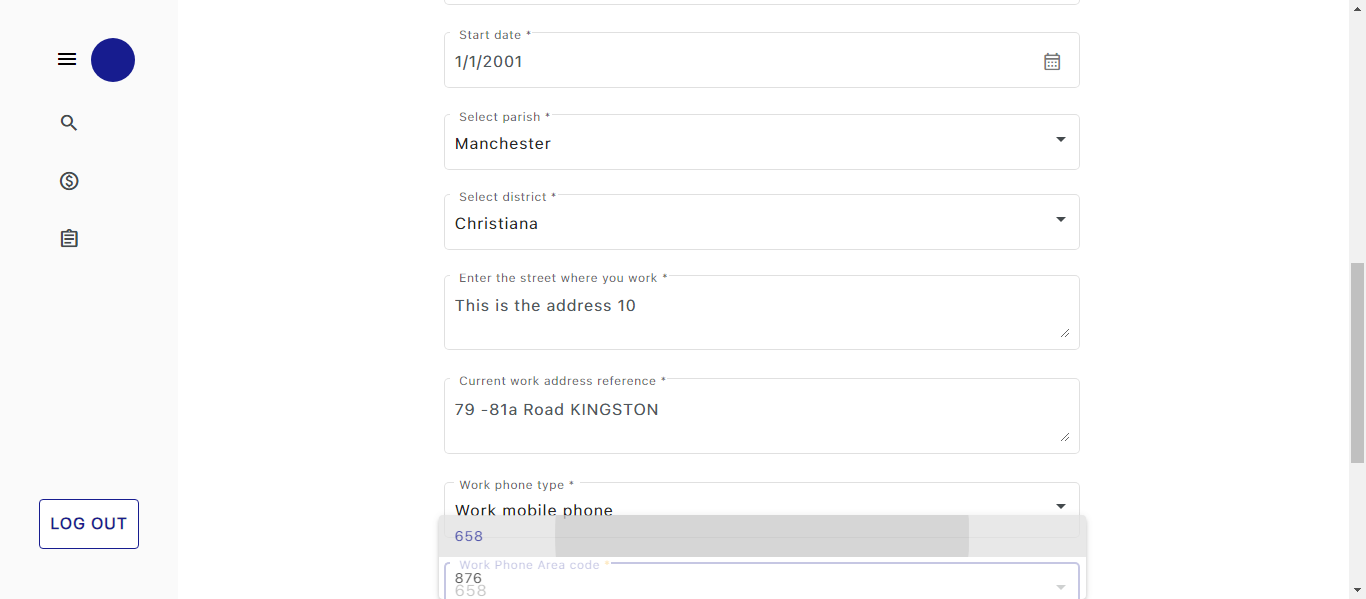 Start date *
1/1/2001
Select parish *
Manchester
Select district *
Christiana
Enter the street where you work *
This is the address 10
Current work address reference *
79 -81a Road KINGSTON
Work phone type *
Work mobile phone
658
Work Phone Area code *
876
658
LOG OUT